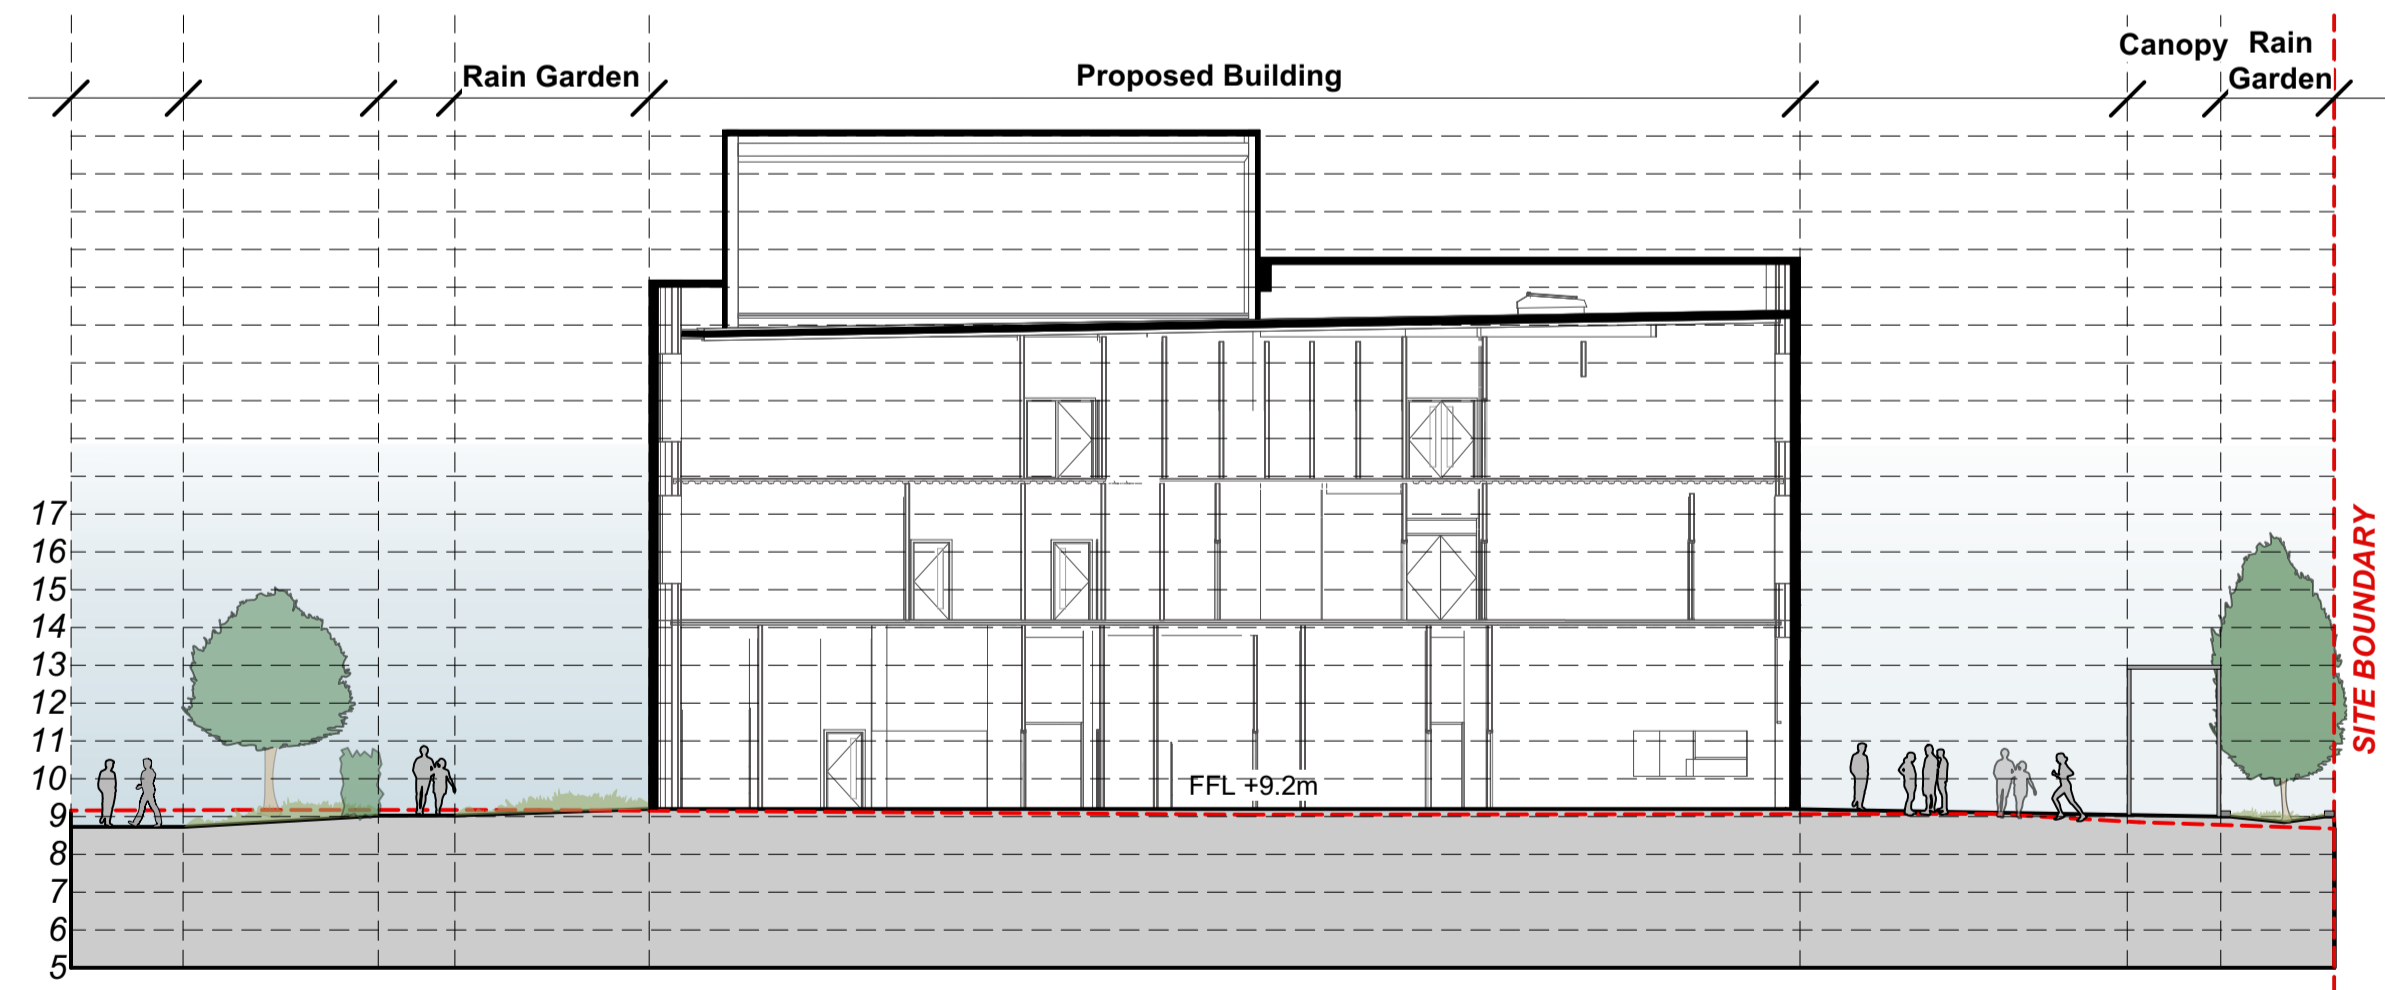 Rain Garden
Proposed Building
Canopy
Rain
Garden
17
16
15
14
13
12
11
10
9
8
7
6
5
FFL +9.2m
SITE BOUNDARY